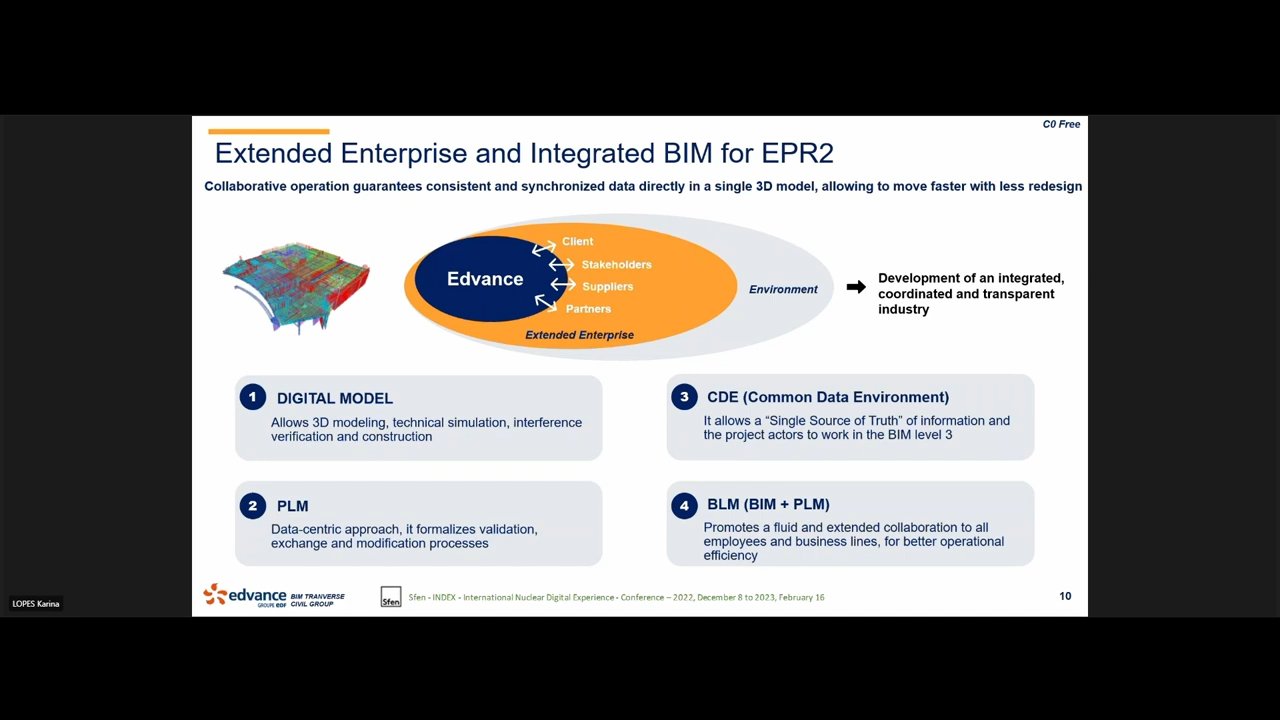 C0 Free
Extended Enterprise and Integrated BIM for EPR2
Collaborative operation guarantees consistent and synchronized data directly in a single 3D model, allowing to move faster with less redesign
Edvance
Client
Stakeholders
Suppliers
Partners
Extended Enterprise
Environment
Development of an integrated,
coordinated and transparent
industry
1 DIGITAL MODEL
Allows 3D modeling, technical simulation, interference
verification and construction
2 PLM
Data-centric approach, it formalizes validation,
exchange and modification processes
3 CDE (Common Data Environment)
It allows a “Single Source of Truth” of information and
the project actors to work in the BIM level 3
4 BLM (BIM + PLM)
Promotes a fluid and extended collaboration to all
employees and business lines, for better operational
efficiency
LOPES Karina
edvance
GROUPE EDF
BIM TRANVERSE
CIVIL GROUP
Sfen
Sfen - INDEX - International Nuclear Digital Experience - Conference – 2022, December 8 to 2023, February 16
10